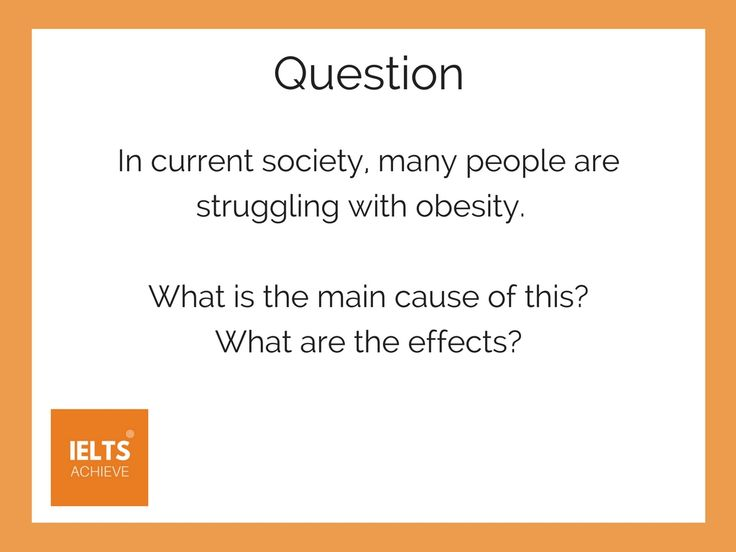 Question
In current society, many people are
struggling with obesity.
What is the main cause of this?
What are the effects?
IELTS
ACHIEVE